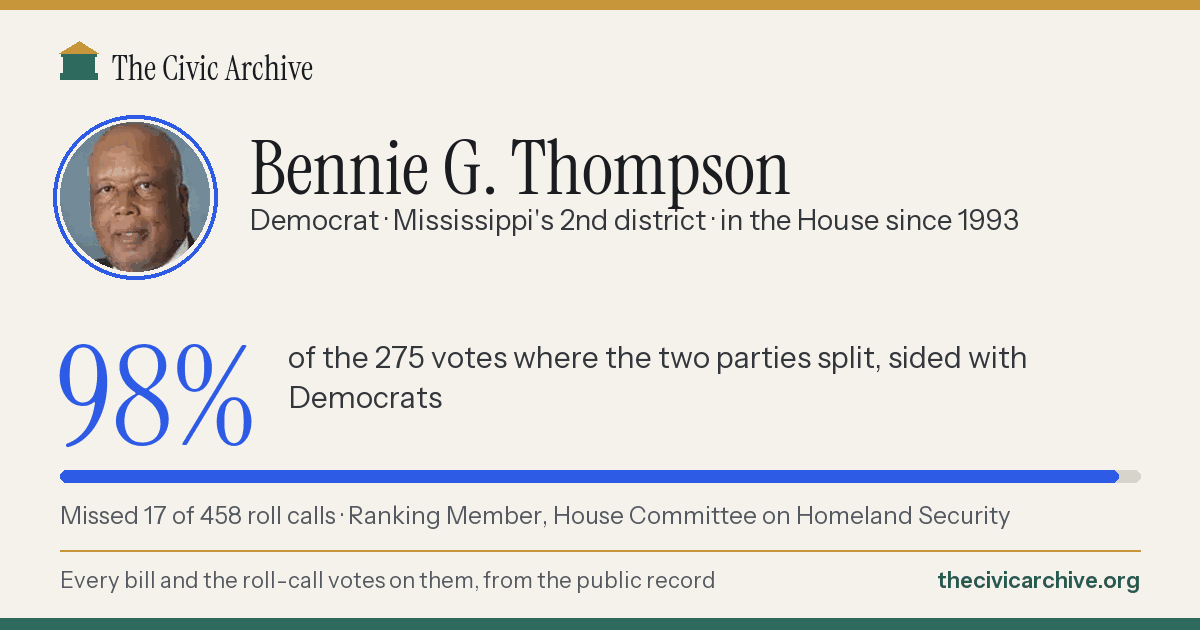 The Civic Archive
Bennie G. Thompson
Democrat · Mississippi's 2nd district · in the House since 1993
98%
of the 275 votes where the two parties split, sided with
Democrats
Missed 17 of 458 roll calls · Ranking Member, House Committee on Homeland Security
Every bill and the roll-call votes on them, from the public record
thecivicarchive.org